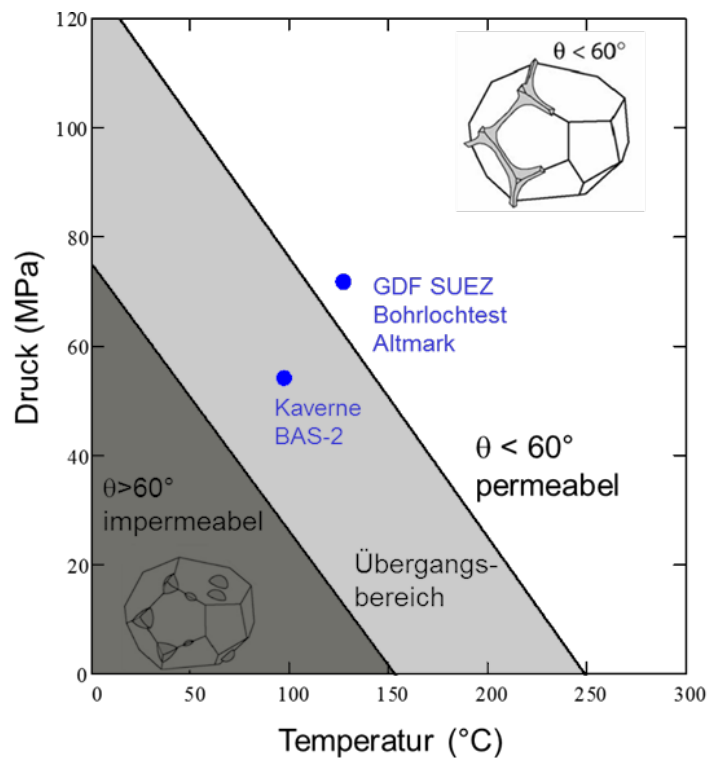 120
100
80
60
40
20
0
Druck (MPa)
θ < 60°
GDF SUEZ
Bohrlochtest
Altmark
Kaverne
BAS-2
θ < 60°
permeabel
θ>60°
impermeabel
Übergangs-
bereich
0 50 100 150 200 250 300
Temperatur (°C)